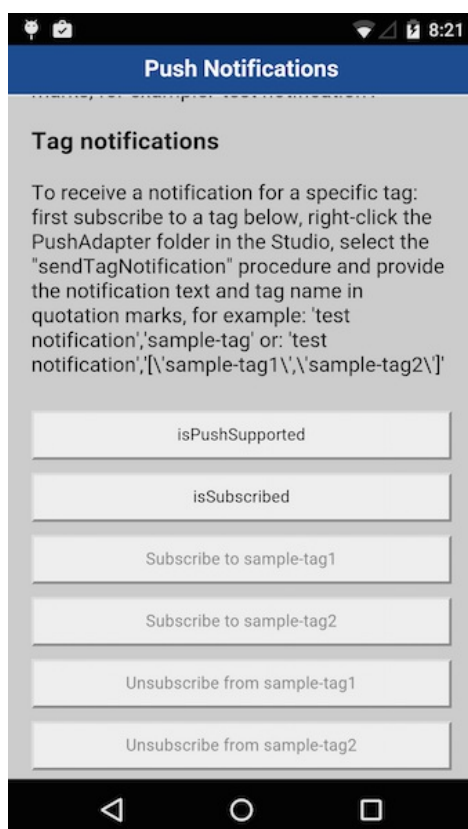 8:21
Push Notifications
Tag notifications
To receive a notification for a specific tag:
first subscribe to a tag below, right-click the
PushAdapter folder in the Studio, select the
"sendTagNotification" procedure and provide
the notification text and tag name in
quotation marks, for example: 'test
notification','sample-tag' or: 'test
notification','[\'sample-tag1\',\'sample-tag2\']'
isPushSupported
isSubscribed
Subscribe to sample-tag1
Subscribe to sample-tag2
Unsubscribe from sample-tag1
Unsubscribe from sample-tag2